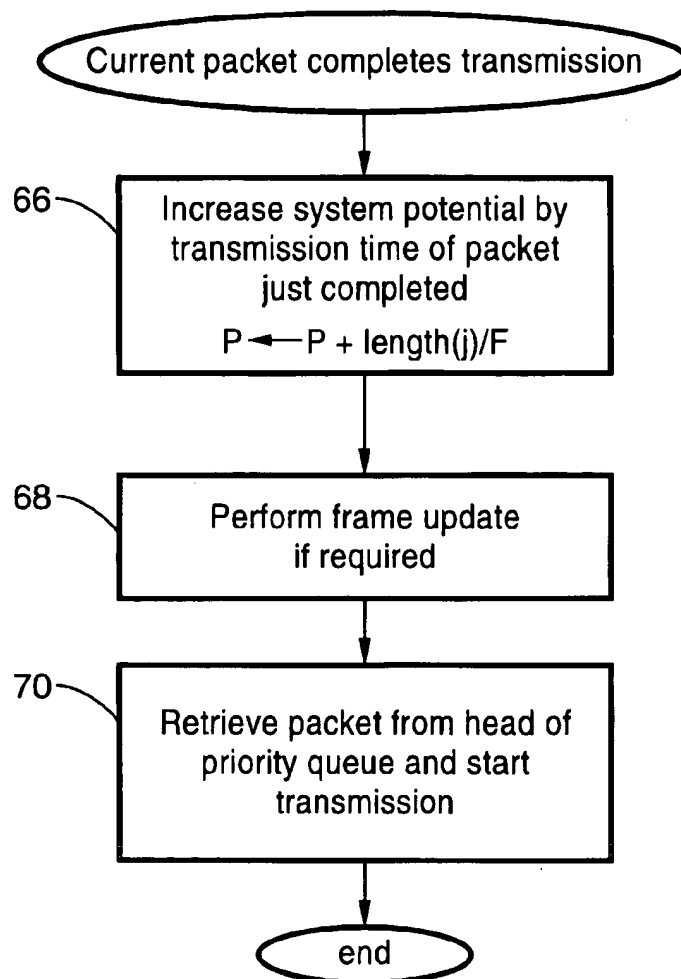 Current packet completes transmission
66
Increase system potential by
transmission time of packet
just completed
P ← P + length(j)/F
68
Perform frame update
if required
70
Retrieve packet from head of
priority queue and start
transmission
end